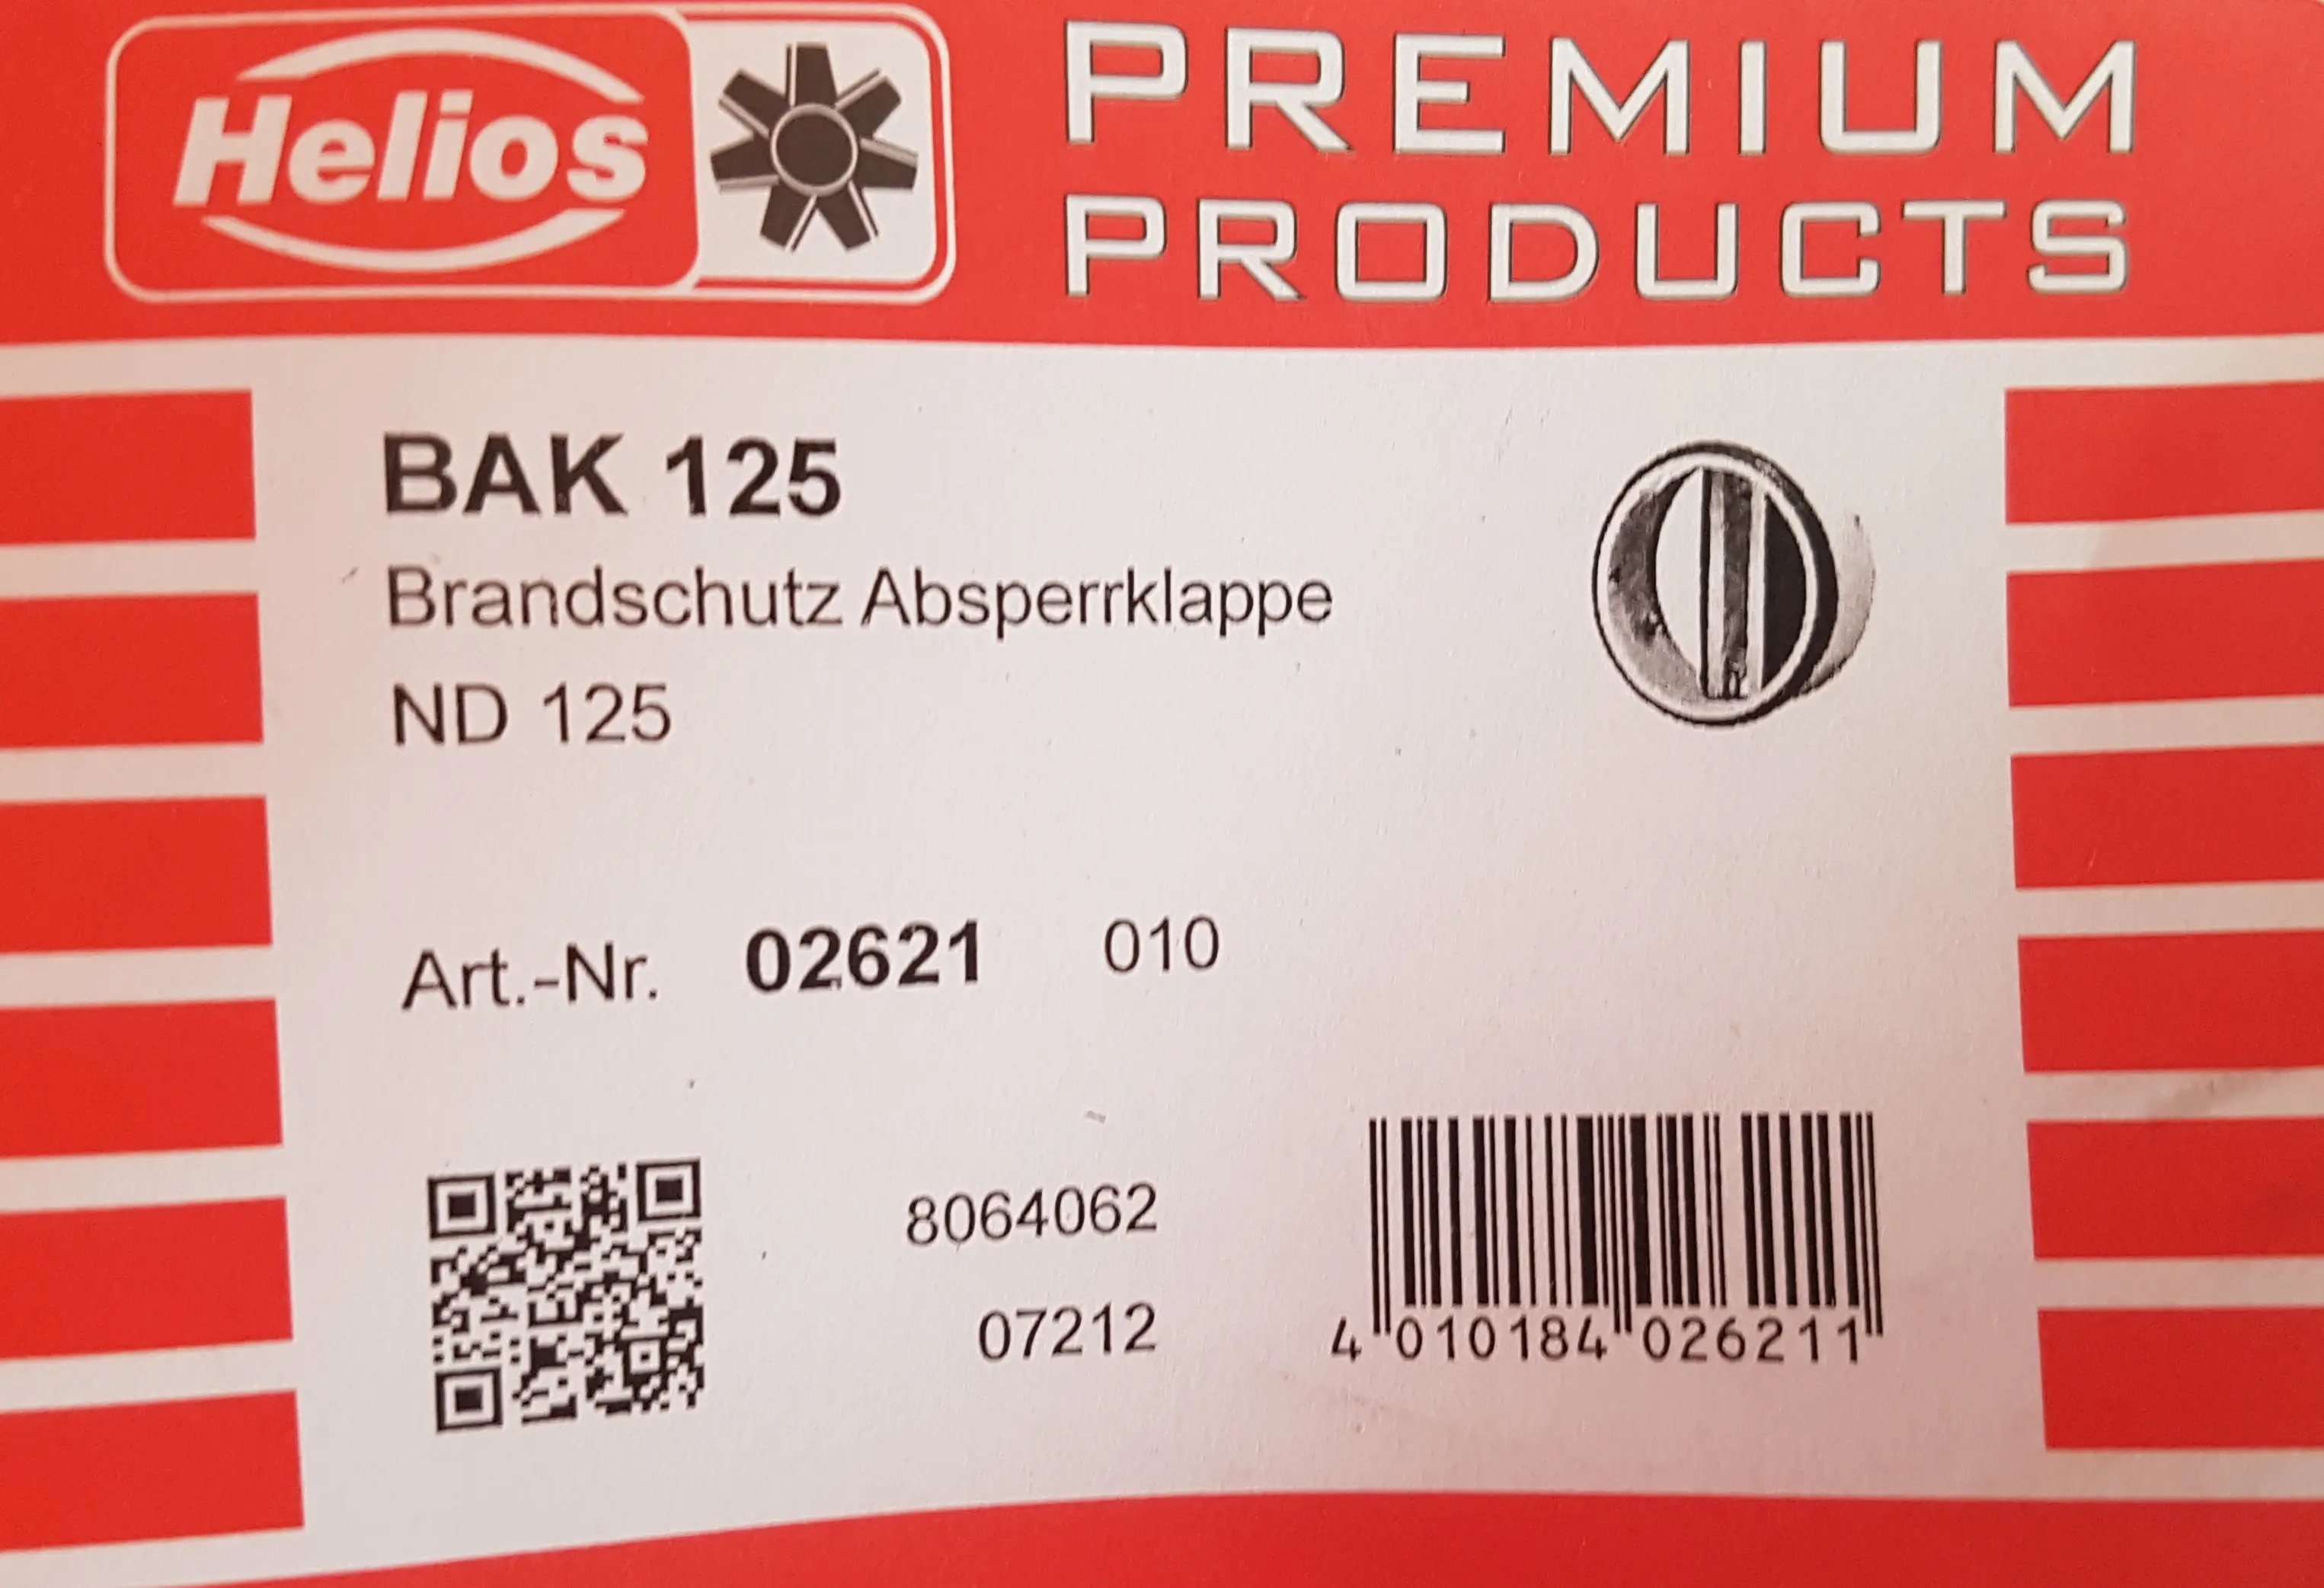 Helios
PREMIUM
PRODUCTS
BAK 125
Brandschutz Absperrklappe
ND 125
Art.-Nr. 02621 010
8064062
07212
4 010184 026211